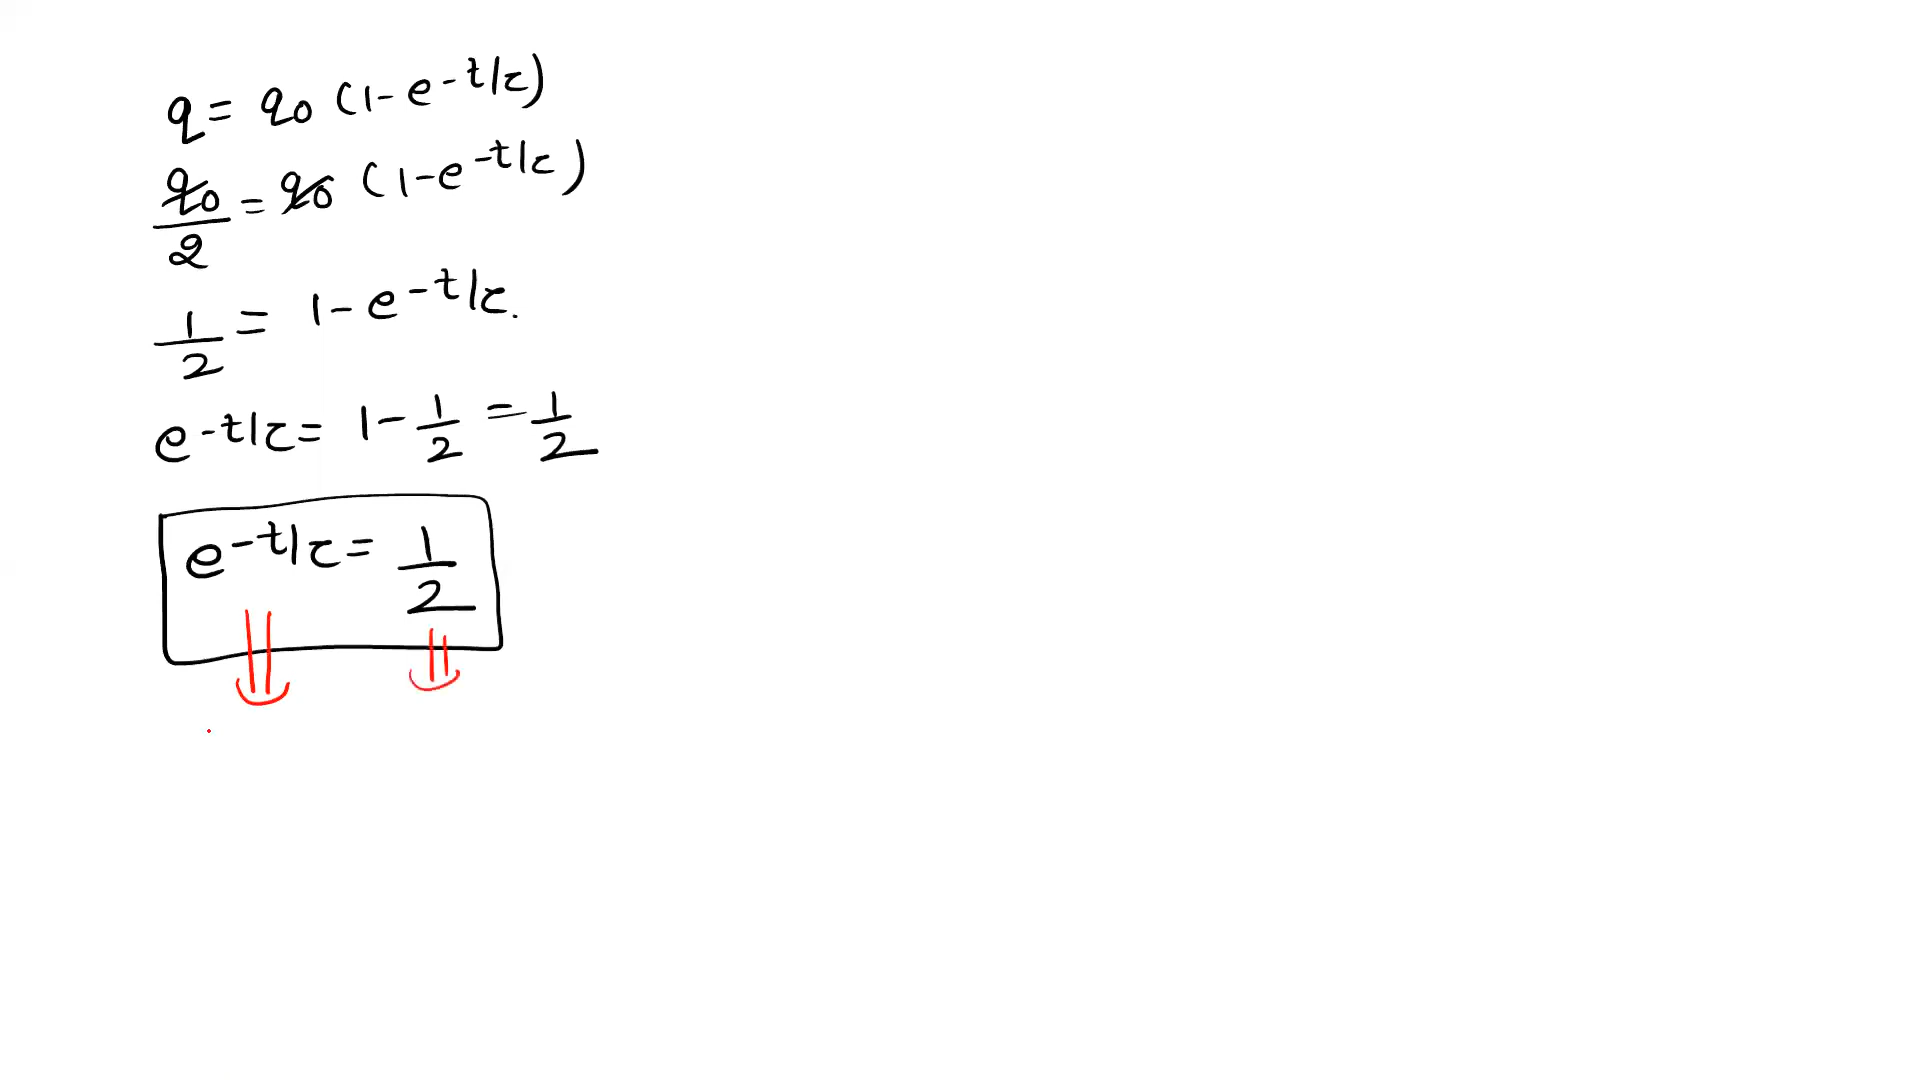 q = q0 (1 - e^-t/τ)
q0/2 = q0 (1 - e^-t/τ)
1/2 = 1 - e^-t/τ.
e^-t/τ = 1 - 1/2 = 1/2
e^-t/τ = 1/2